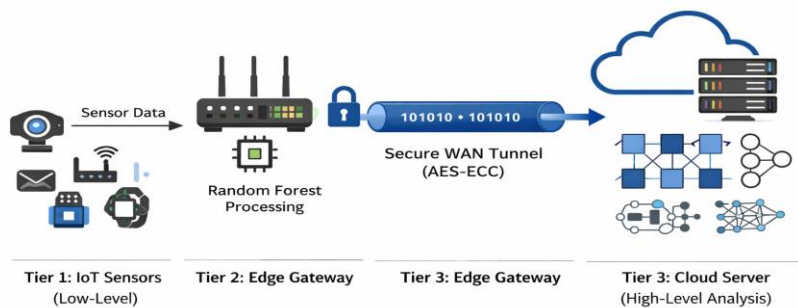 Sensor Data
101010 • 101010
Secure WAN Tunnel
(AES-ECC)
Random Forest
Processing
Tier 1: IoT Sensors
(Low-Level)
Tier 2: Edge Gateway
Tier 3: Edge Gateway
Tier 3: Cloud Server
(High-Level Analysis)